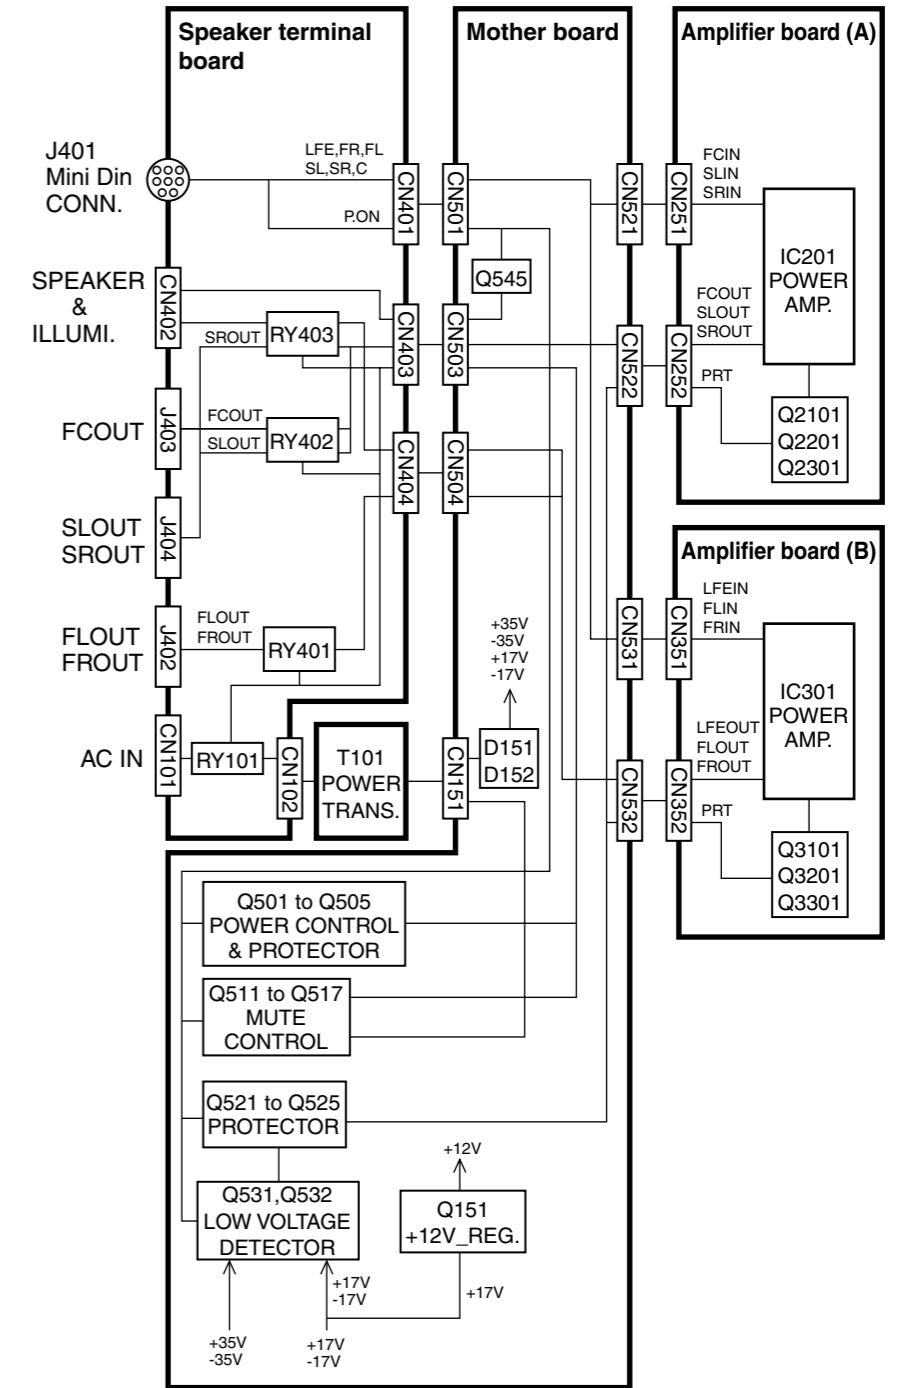 Speaker terminal
board
Mother board
Amplifier board (A)
J401
Mini Din
CONN.
LFE,FR,FL
SL,SR,C
P.ON
CN401
CN501
CN521
CN251
FCIN
SLIN
SRIN
IC201
POWER
AMP.
SPEAKER
&
ILLUMI.
CN402
SROUT
RY403
CN403
CN503
Q545
CN522
CN252
FCOUT
SLOUT
SROUT
PRT
Q2101
Q2201
Q2301
FCOUT
J403
FCOUT
SLOUT
RY402
CN404
CN504
SLOUT
SROUT
J404
Amplifier board (B)
FLOUT
FROUT
J402
FLOUT
FROUT
RY401
+35V
-35V
+17V
-17V
CN531
CN351
LFEIN
FLIN
FRIN
IC301
POWER
AMP.
AC IN
CN101
RY101
CN102
T101
POWER
TRANS.
CN151
D151
D152
CN532
CN352
LFEOUT
FLOUT
FROUT
PRT
Q3101
Q3201
Q3301
Q501 to Q505
POWER CONTROL
& PROTECTOR
Q511 to Q517
MUTE
CONTROL
Q521 to Q525
PROTECTOR
Q531,Q532
LOW VOLTAGE
DETECTOR
+12V
Q151
+12V_REG.
+17V
-17V
+17V
+35V
-35V
+17V
-17V